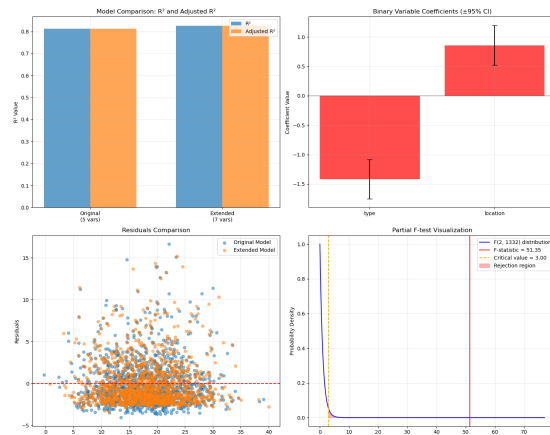 Model Comparison: R² and Adjusted R²
R²
Adjusted R²
0.8
0.7
0.6
0.5
0.4
0.3
0.2
0.1
0.0
R² Value
Original
(5 vars)
Extended
(7 vars)
Binary Variable Coefficients (±95% CI)
1.0
0.5
0.0
−0.5
−1.0
−1.5
Coefficient Value
type
location
Residuals Comparison
Original Model
Extended Model
15
10
5
0
−5
Residuals
0
5
10
15
20
25
30
35
40
Partial F-test Visualization
F(2, 1332) distribution
F-statistic = 51.35
Critical value = 3.00
Rejection region
1.0
0.8
0.6
0.4
0.2
0.0
Probability Density
0
10
20
30
40
50
60
70